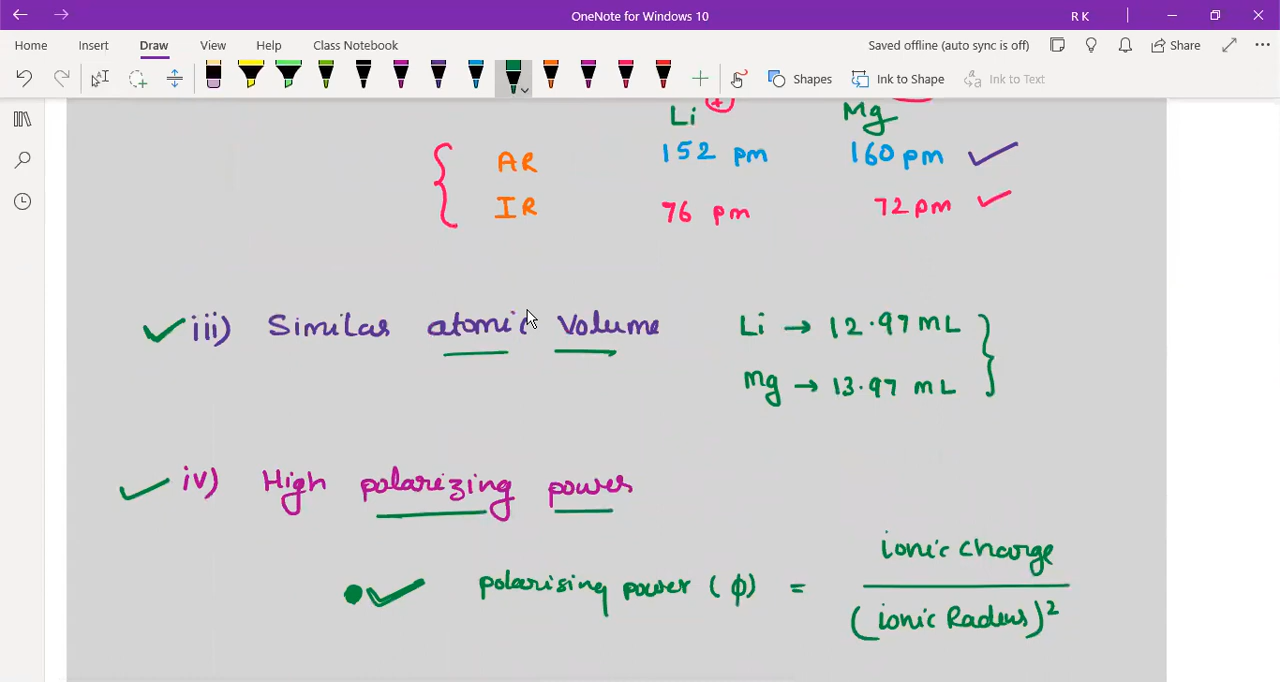 OneNote for Windows 10
R K
Home Insert Draw View Help Class Notebook
Saved offline (auto sync is off)
Share
Shapes
Ink to Shape
Ink to Text
Li + Mg
AR 152 pm 160 pm
IR 76 pm 72 pm
iii) Similar atomic volume Li → 12.97 mL
Mg → 13.97 mL
iv) High polarizing power
polarising power (ϕ) = ionic charge
(ionic Radius)²